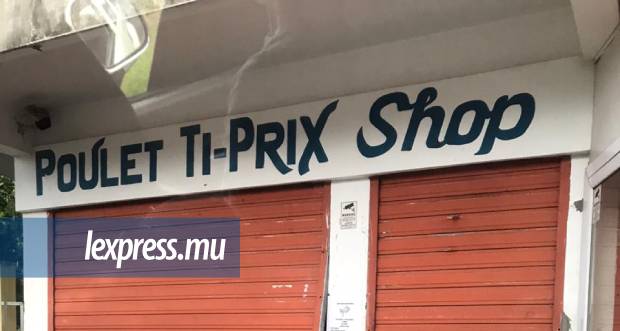 POULET TI-PRIX Shop
lexpress.mu